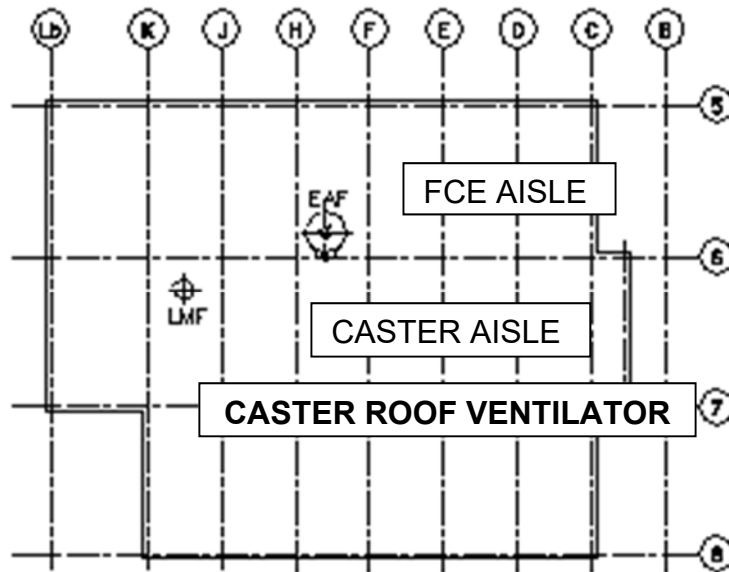 Lb K J H F E D C B
5
FCE AISLE
EAF
6
LMF
CASTER AISLE
CASTER ROOF VENTILATOR
7
8